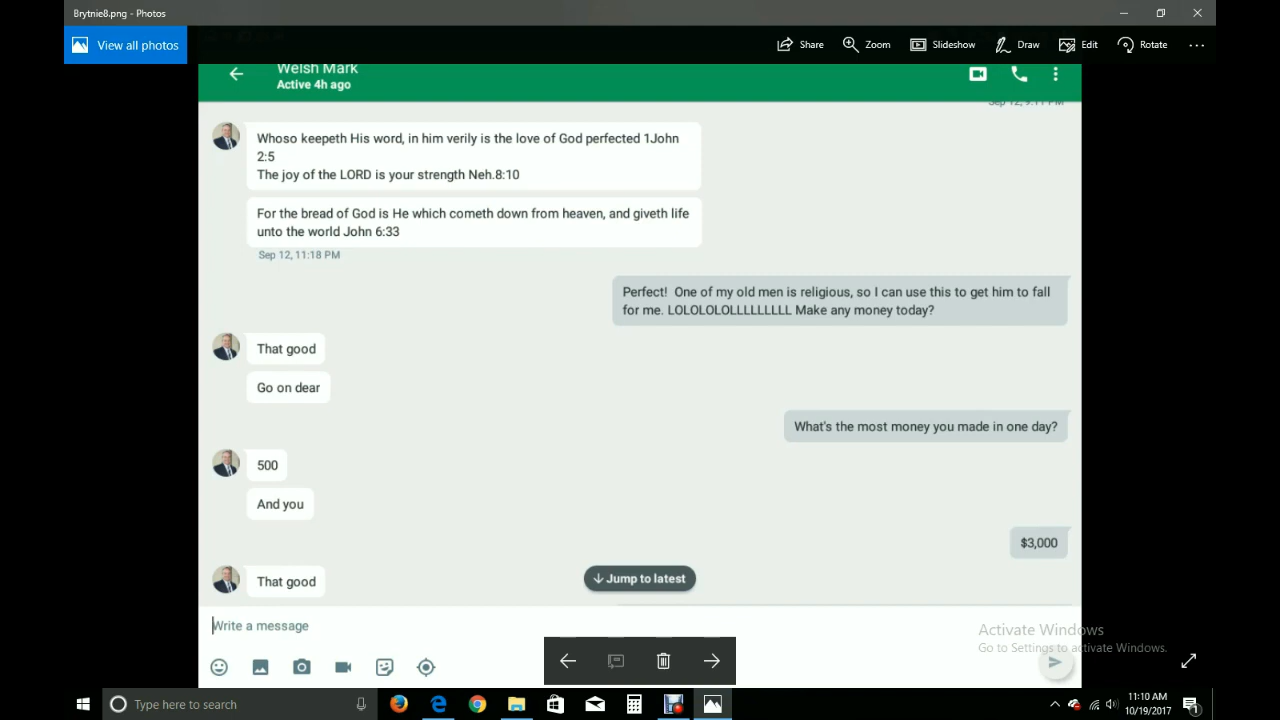 Brytnie8.png - Photos
View all photos
Share
Zoom
Slideshow
Draw
Edit
Rotate
Welsh Mark
Active 4h ago
Sep 12, 9:11 PM
Whoso keepeth His word, in him verily is the love of God perfected 1John
2:5
The joy of the LORD is your strength Neh.8:10
For the bread of God is He which cometh down from heaven, and giveth life
unto the world John 6:33
Sep 12, 11:18 PM
Perfect!  One of my old men is religious, so I can use this to get him to fall
for me. LOLOLOLOLLLLLLLLL Make any money today?
That good
Go on dear
What's the most money you made in one day?
500
And you
$3,000
That good
Jump to latest
Write a message
Activate Windows
Go to Settings to activate Windows.
Type here to search
11:10 AM
10/19/2017
1